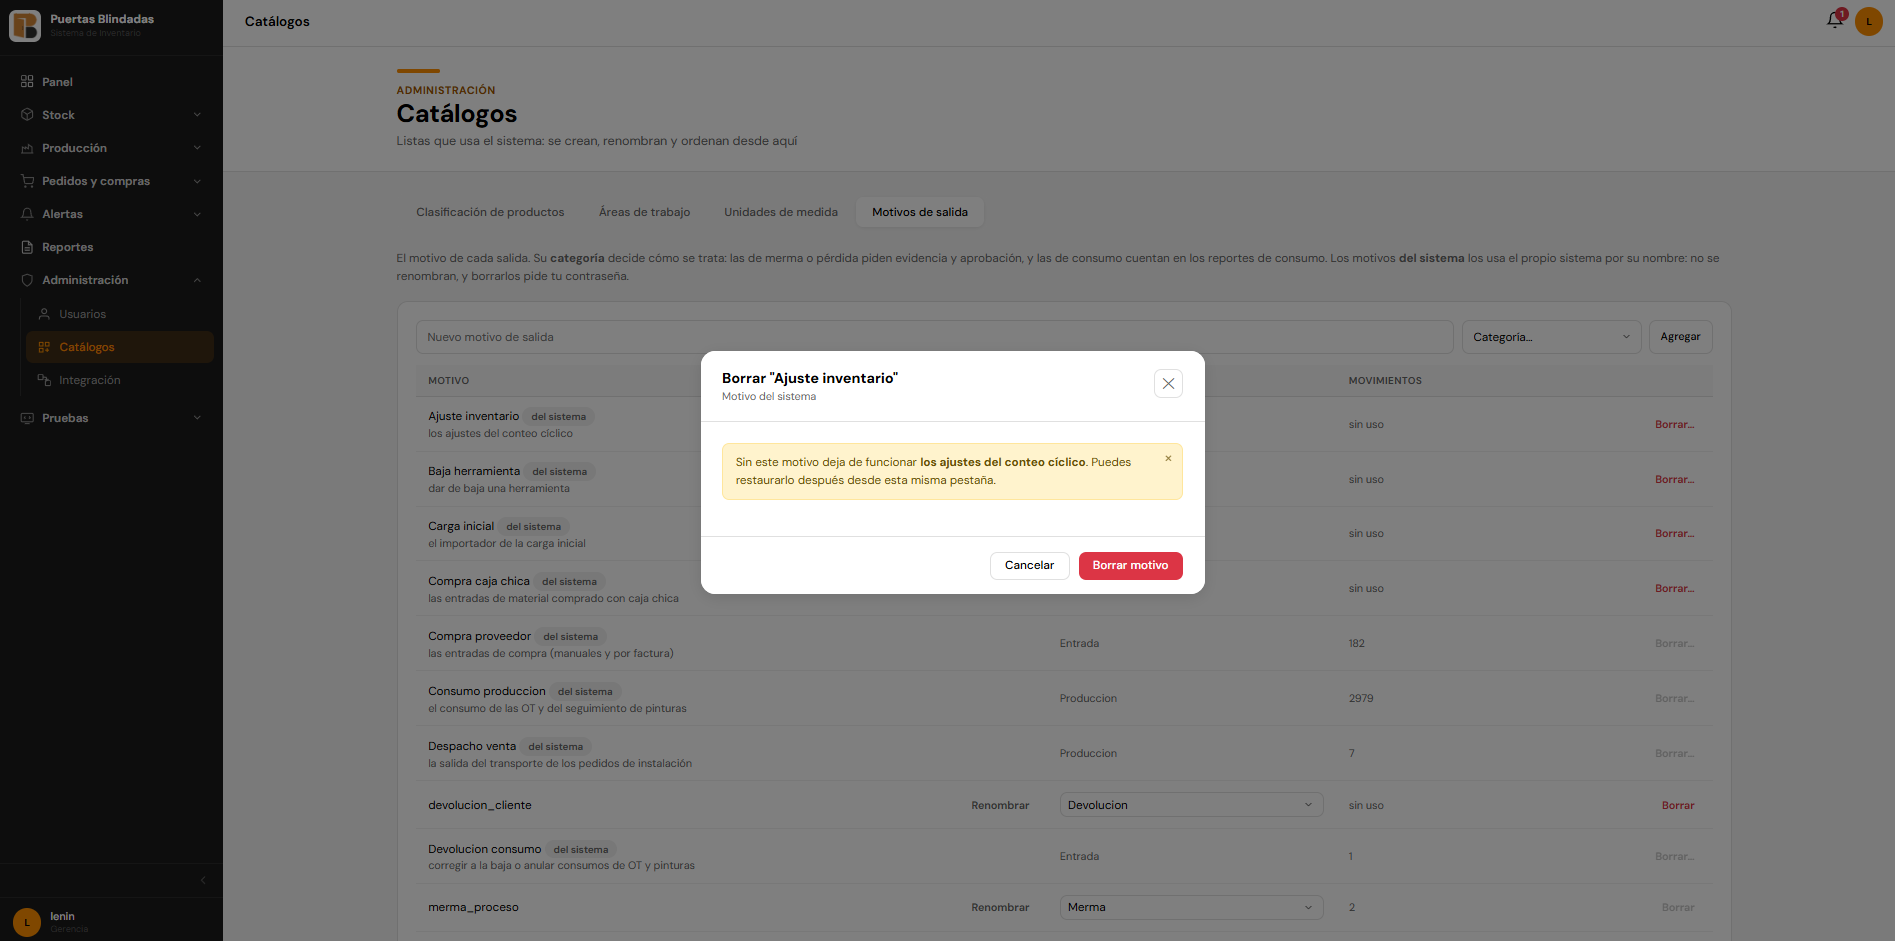 Puertas Blindadas
Sistema de Inventario
Panel
Stock
Producción
Pedidos y compras
Alertas
Reportes
Administración
Usuarios
Catálogos
Integración
Pruebas
L
lenin
Gerencia
Catálogos
1
L
ADMINISTRACIÓN
Catálogos
Listas que usa el sistema: se crean, renombran y ordenan desde aquí
Clasificación de productos Áreas de trabajo Unidades de medida Motivos de salida
El motivo de cada salida. Su categoría decide cómo se trata: las de merma o pérdida piden evidencia y aprobación, y las de consumo cuentan en los reportes de consumo. Los motivos del sistema los usa el propio sistema por su nombre: no se
renombran, y borrarlos pide tu contraseña.
Nuevo motivo de salida Categoría... Agregar
MOTIVO MOVIMIENTOS
Ajuste inventario del sistema
los ajustes del conteo cíclico
sin uso Borrar...
Baja herramienta del sistema
dar de baja una herramienta
sin uso Borrar...
Carga inicial del sistema
el importador de la carga inicial
sin uso Borrar...
Compra caja chica del sistema
las entradas de material comprado con caja chica
sin uso Borrar...
Compra proveedor del sistema
las entradas de compra (manuales y por factura)
Entrada 182 Borrar...
Consumo produccion del sistema
el consumo de las OT y del seguimiento de pinturas
Produccion 2979 Borrar...
Despacho venta del sistema
la salida del transporte de los pedidos de instalación
Produccion 7 Borrar...
devolucion_cliente Renombrar Devolucion sin uso Borrar
Devolucion consumo del sistema
corregir a la baja o anular consumos de OT y pinturas
Entrada 1 Borrar...
merma_proceso Renombrar Merma 2 Borrar
Borrar "Ajuste inventario"
Motivo del sistema
Sin este motivo deja de funcionar los ajustes del conteo cíclico. Puedes
restaurarlo después desde esta misma pestaña.
Cancelar Borrar motivo